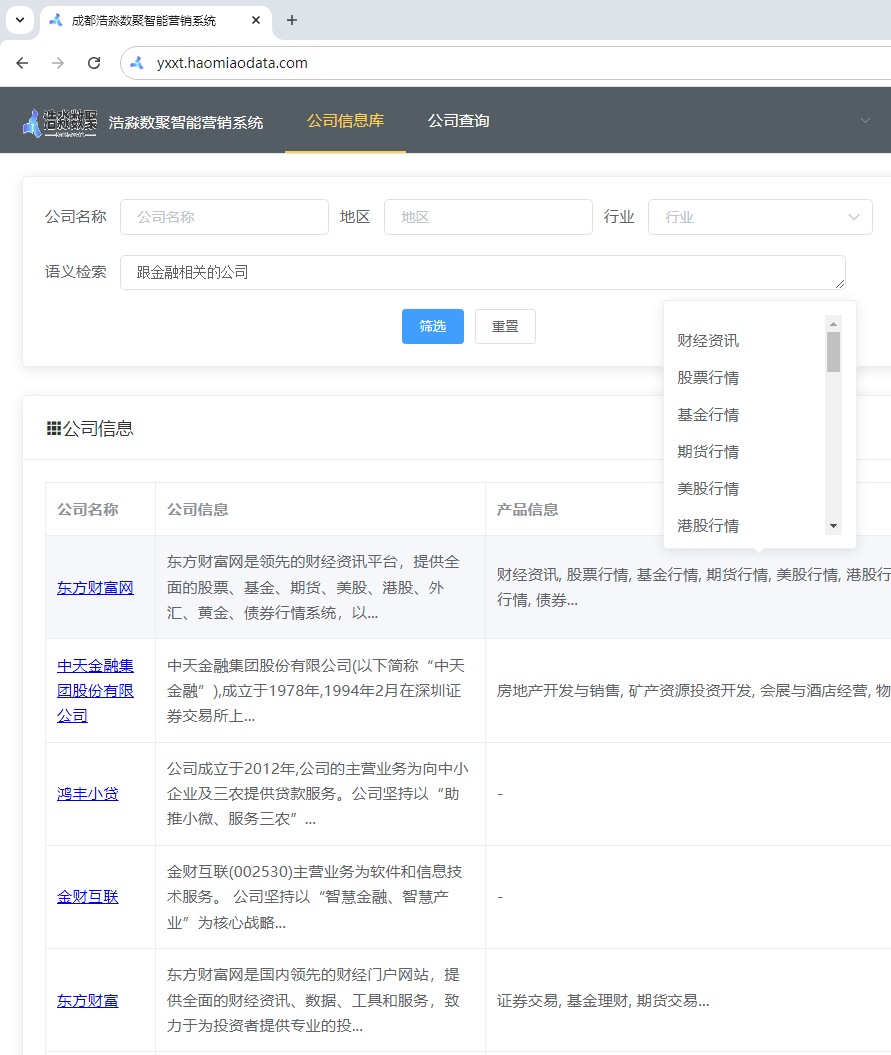 成都浩淼数聚智能营销系统
yxxt.haomiaodata.com
浩淼数聚
浩淼数聚智能营销系统 公司信息库 公司查询
公司名称 公司名称 地区 地区 行业 行业
语义检索 跟金融相关的公司
筛选 重置
财经资讯
股票行情
基金行情
期货行情
美股行情
港股行情
公司信息
公司名称 公司信息 产品信息
东方财富网
东方财富网是领先的财经资讯平台，提供全
面的股票、基金、期货、美股、港股、外
汇、黄金、债券行情系统，以...
财经资讯, 股票行情, 基金行情, 期货行情, 美股行情, 港股行
行情, 债券...
中天金融集
团股份有限
公司
中天金融集团股份有限公司(以下简称“中天
金融”),成立于1978年,1994年2月在深圳证
券交易所上...
房地产开发与销售, 矿产资源投资开发, 会展与酒店经营, 物
鸿丰小贷
公司成立于2012年,公司的主营业务为向中小
企业及三农提供贷款服务。公司坚持以“助
推小微、服务三农”...
-
金财互联
金财互联(002530)主营业务为软件和信息技
术服务。 公司坚持以“智慧金融、智慧产
业”为核心战略...
-
东方财富
东方财富网是国内领先的财经门户网站，提
供全面的财经资讯、数据、工具和服务，致
力于为投资者提供专业的投...
证券交易, 基金理财, 期货交易...